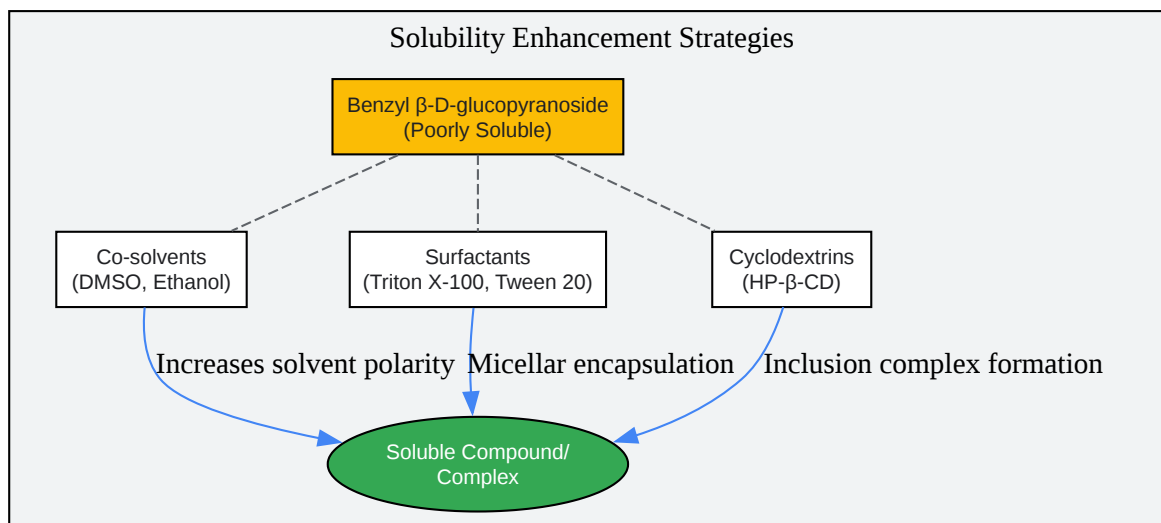 Solubility Enhancement Strategies
Benzyl β-D-glucopyranoside
(Poorly Soluble)
Co-solvents
(DMSO, Ethanol)
Surfactants
(Triton X-100, Tween 20)
Cyclodextrins
(HP-β-CD)
Increases solvent polarity
Micellar encapsulation
Inclusion complex formation
Soluble Compound/
Complex